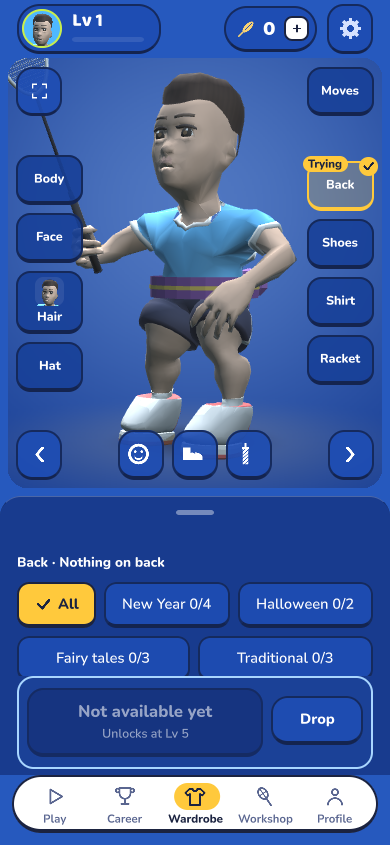 Lv 1
0
+
Moves
Body
Trying
Back
Face
Shoes
Hair
Shirt
Hat
Racket
Back · Nothing on back
All
New Year 0/4
Halloween 0/2
Fairy tales 0/3
Traditional 0/3
Not available yet
Unlocks at Lv 5
Drop
Play
Career
Wardrobe
Workshop
Profile